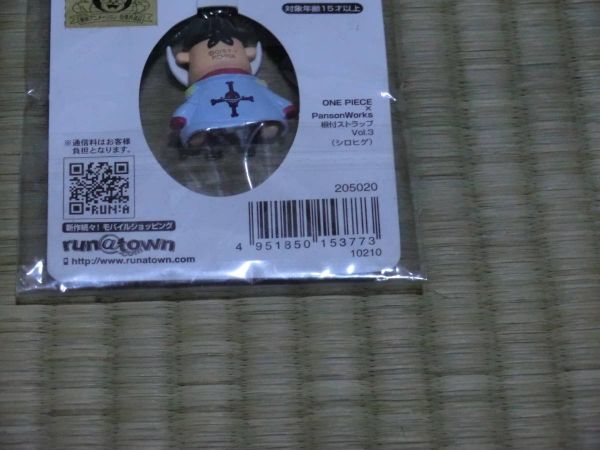 対象年齢15才以上
ONE PIECE
×
PansonWorks
根付ストラップ
Vol.3
(シロヒゲ)
※通信料はお客様
負担となります。
RUN@
205020
新作続々! モバイルショッピング
run@town
.com
http://www.runatown.com
4 951850 153773
10210